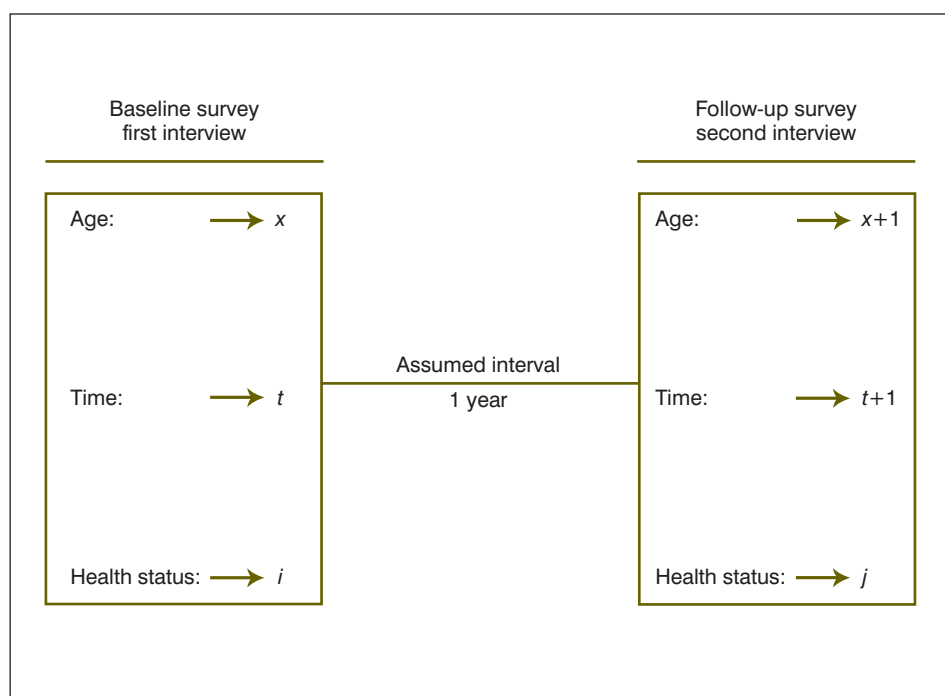 Baseline survey
first interview
Age: → x
Time: → t
Health status: → i
Assumed interval
1 year
Follow-up survey
second interview
Age: → x+1
Time: → t+1
Health status: → j